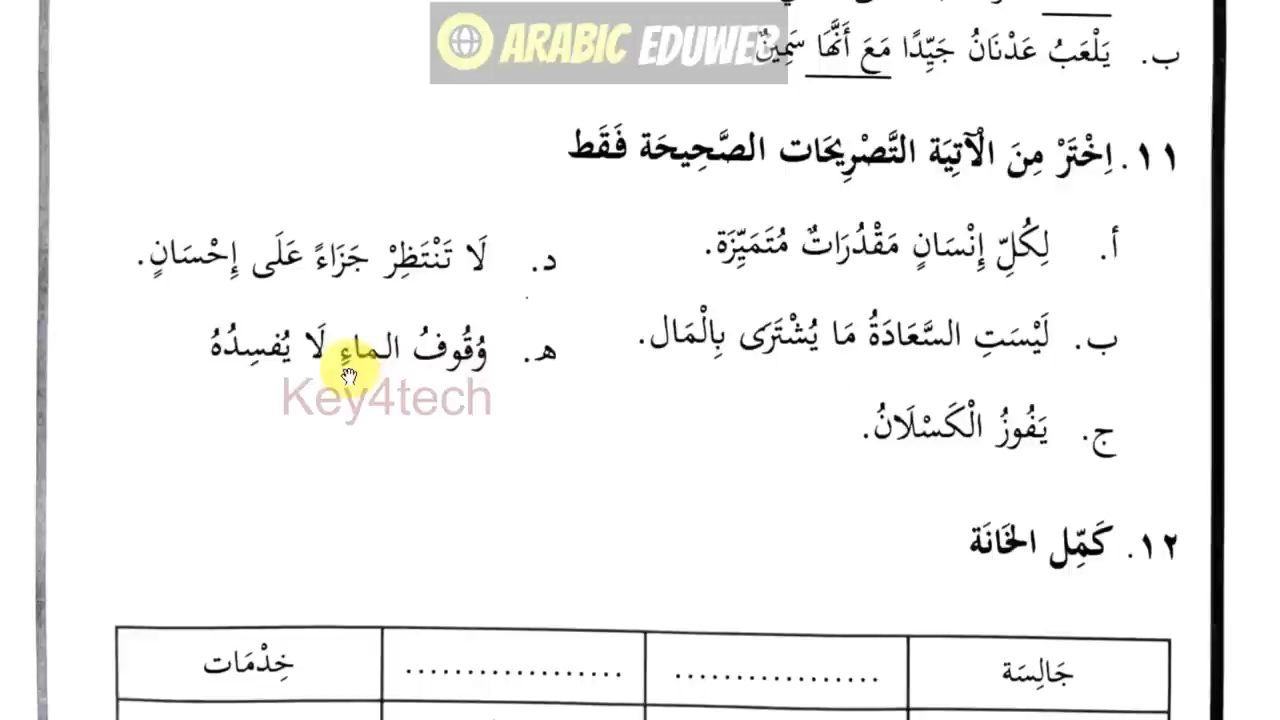 ARABIC EDUWEB
ب. يَلْعَبُ عَدْنَانُ جَيِّدًا مَعَ أَنَّهَا سَمِينٌ
١١. اِخْتَرْ مِنَ الْآتِيَة التَّصْرِيحَات الصَّحِيحَة فَقَط
أ. لِكُلِّ إِنْسَانٍ مَقْدُرَاتٌ مُتَمَيِّزَة.
د. لَا تَنْتَظِرْ جَزَاءً عَلَى إِحْسَانٍ.
ب. لَيْسَتِ السَّعَادَةُ مَا يُشْتَرَى بِالْمَال.
ه. وُقُوفُ الماءِ لَا يُفسِدُهُ
Key4tech
ج. يَفُوزُ الْكَسْلَانُ.
١٢. كَمِّل الخَانَة
جَالِسَة ................... ................... خِدْمَات